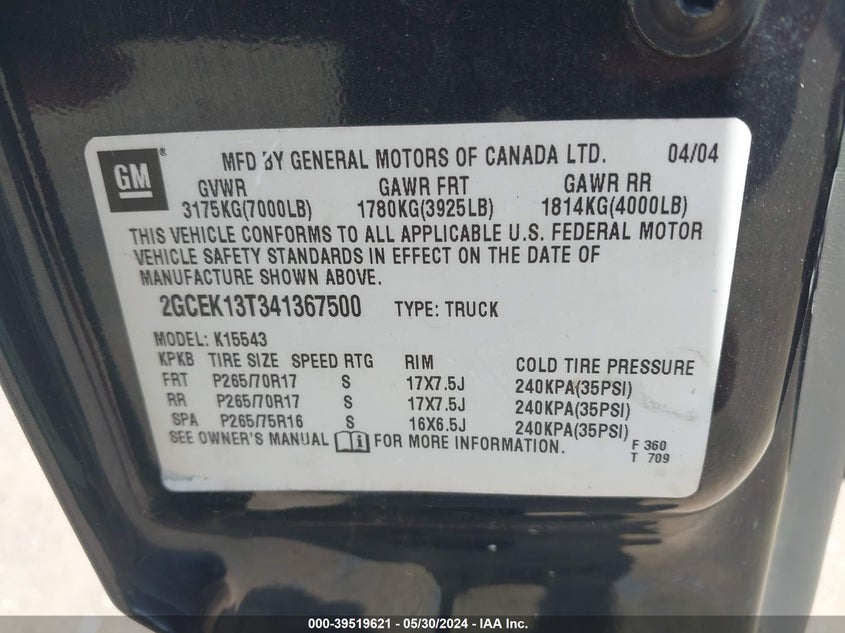 GM ® MFD BY GENERAL MOTORS OF CANADA LTD. 04/04
GVWR GAWR FRT GAWR RR
3175KG(7000LB) 1780KG(3925LB) 1814KG(4000LB)
THIS VEHICLE CONFORMS TO ALL APPLICABLE U.S. FEDERAL MOTOR
VEHICLE SAFETY STANDARDS IN EFFECT ON THE DATE OF
MANUFACTURE SHOWN ABOVE.
2GCEK13T341367500 TYPE: TRUCK
MODEL: K15543
KPKB TIRE SIZE SPEED RTG RIM COLD TIRE PRESSURE
FRT P265/70R17 S 17X7.5J 240KPA(35PSI)
RR P265/70R17 S 17X7.5J 240KPA(35PSI)
SPA P265/75R16 S 16X6.5J 240KPA(35PSI)
SEE OWNER'S MANUAL FOR MORE INFORMATION.
F 360
T 709
000-39519621 - 05/30/2024 - IAA Inc.